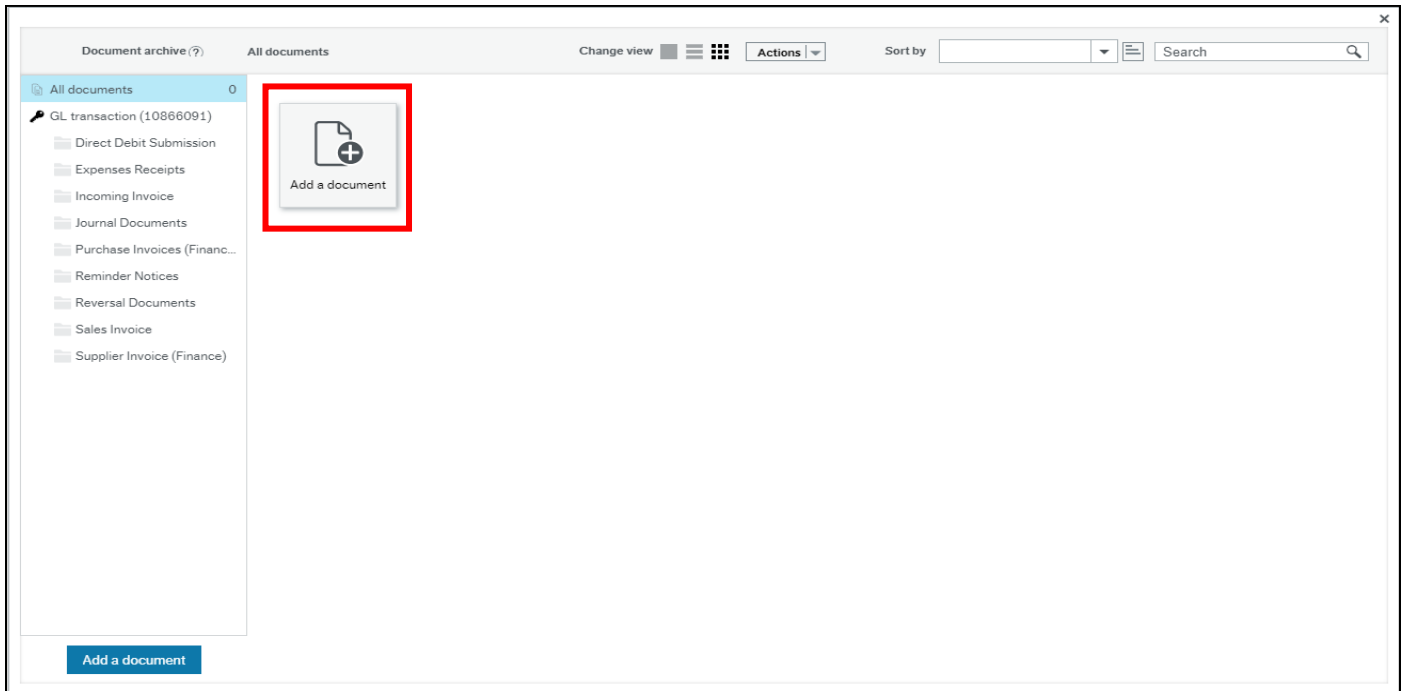 ×
Document archive (?) All documents Change view Actions Sort by Search
All documents 0
GL transaction (10866091)
Direct Debit Submission
Expenses Receipts
Incoming Invoice
Journal Documents
Purchase Invoices (Financ...
Reminder Notices
Reversal Documents
Sales Invoice
Supplier Invoice (Finance)
Add a document
Add a document